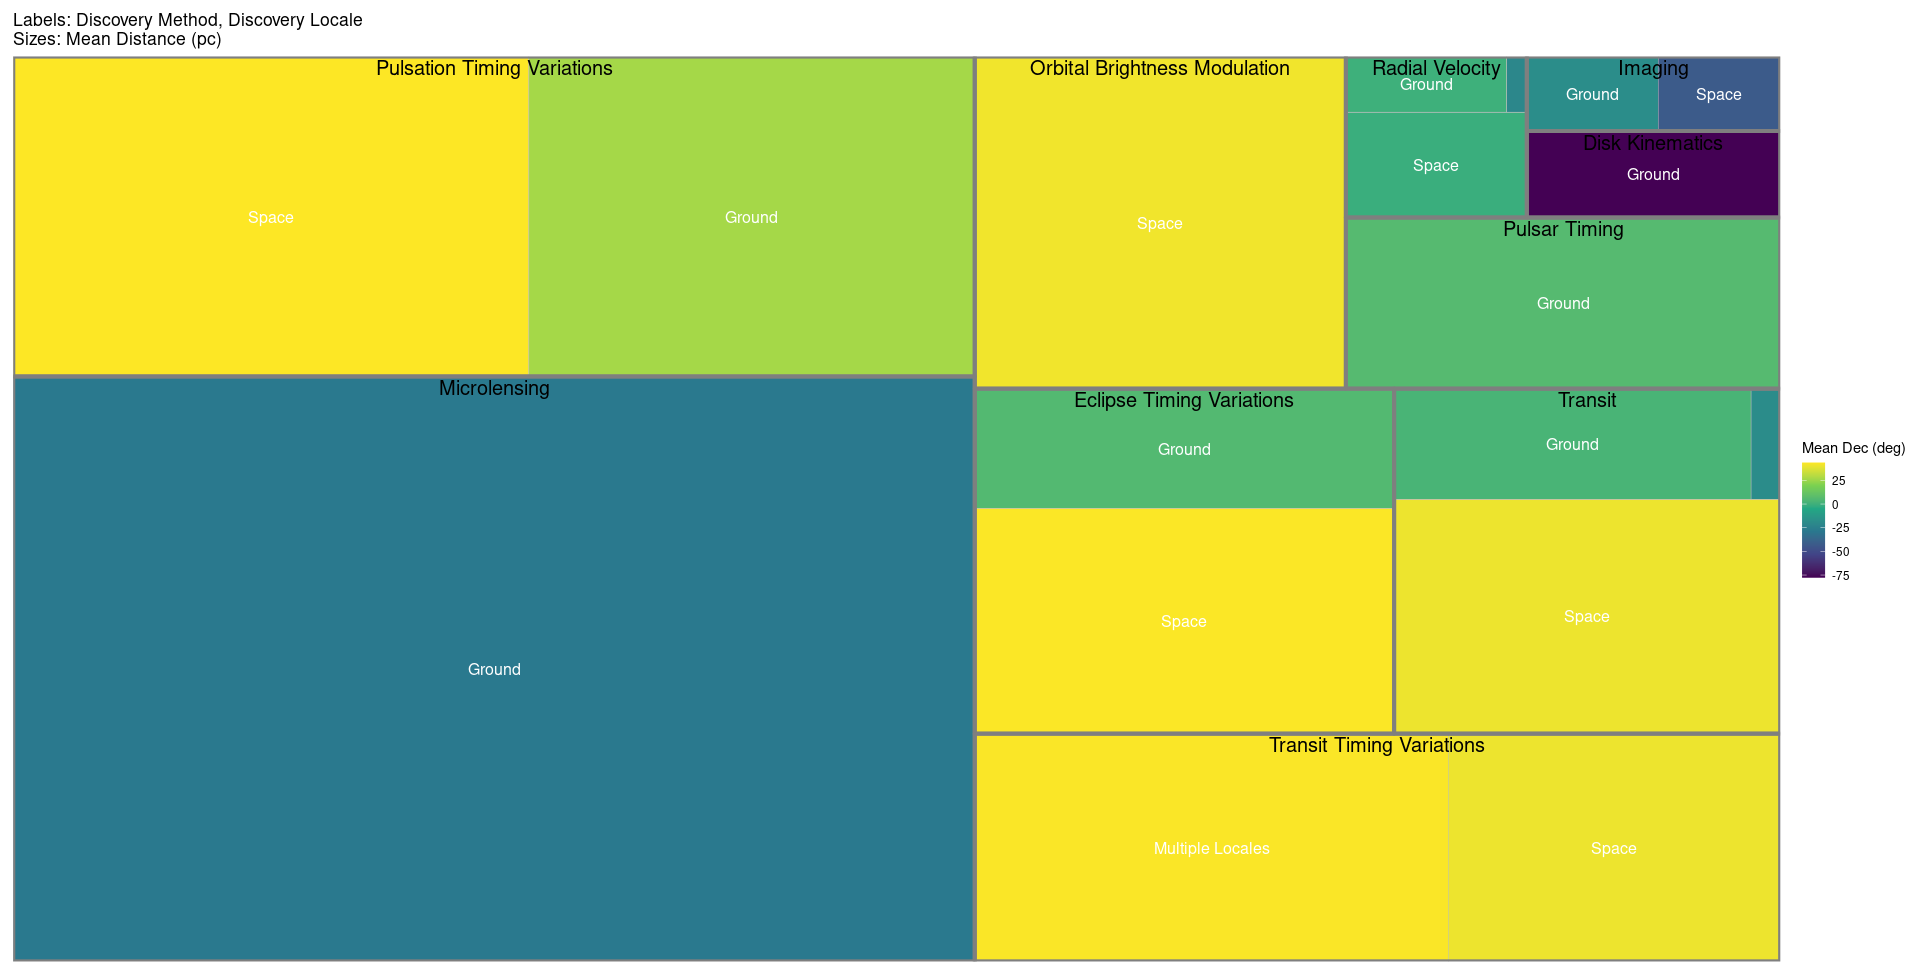 Labels: Discovery Method, Discovery Locale
Sizes: Mean Distance (pc)
Pulsation Timing Variations
Space
Ground
Microlensing
Ground
Orbital Brightness Modulation
Space
Radial Velocity
Ground
Space
Imaging
Ground
Space
Disk Kinematics
Ground
Pulsar Timing
Ground
Eclipse Timing Variations
Ground
Space
Transit
Ground
Space
Transit Timing Variations
Multiple Locales
Space
Mean Dec (deg)
25
0
-25
-50
-75